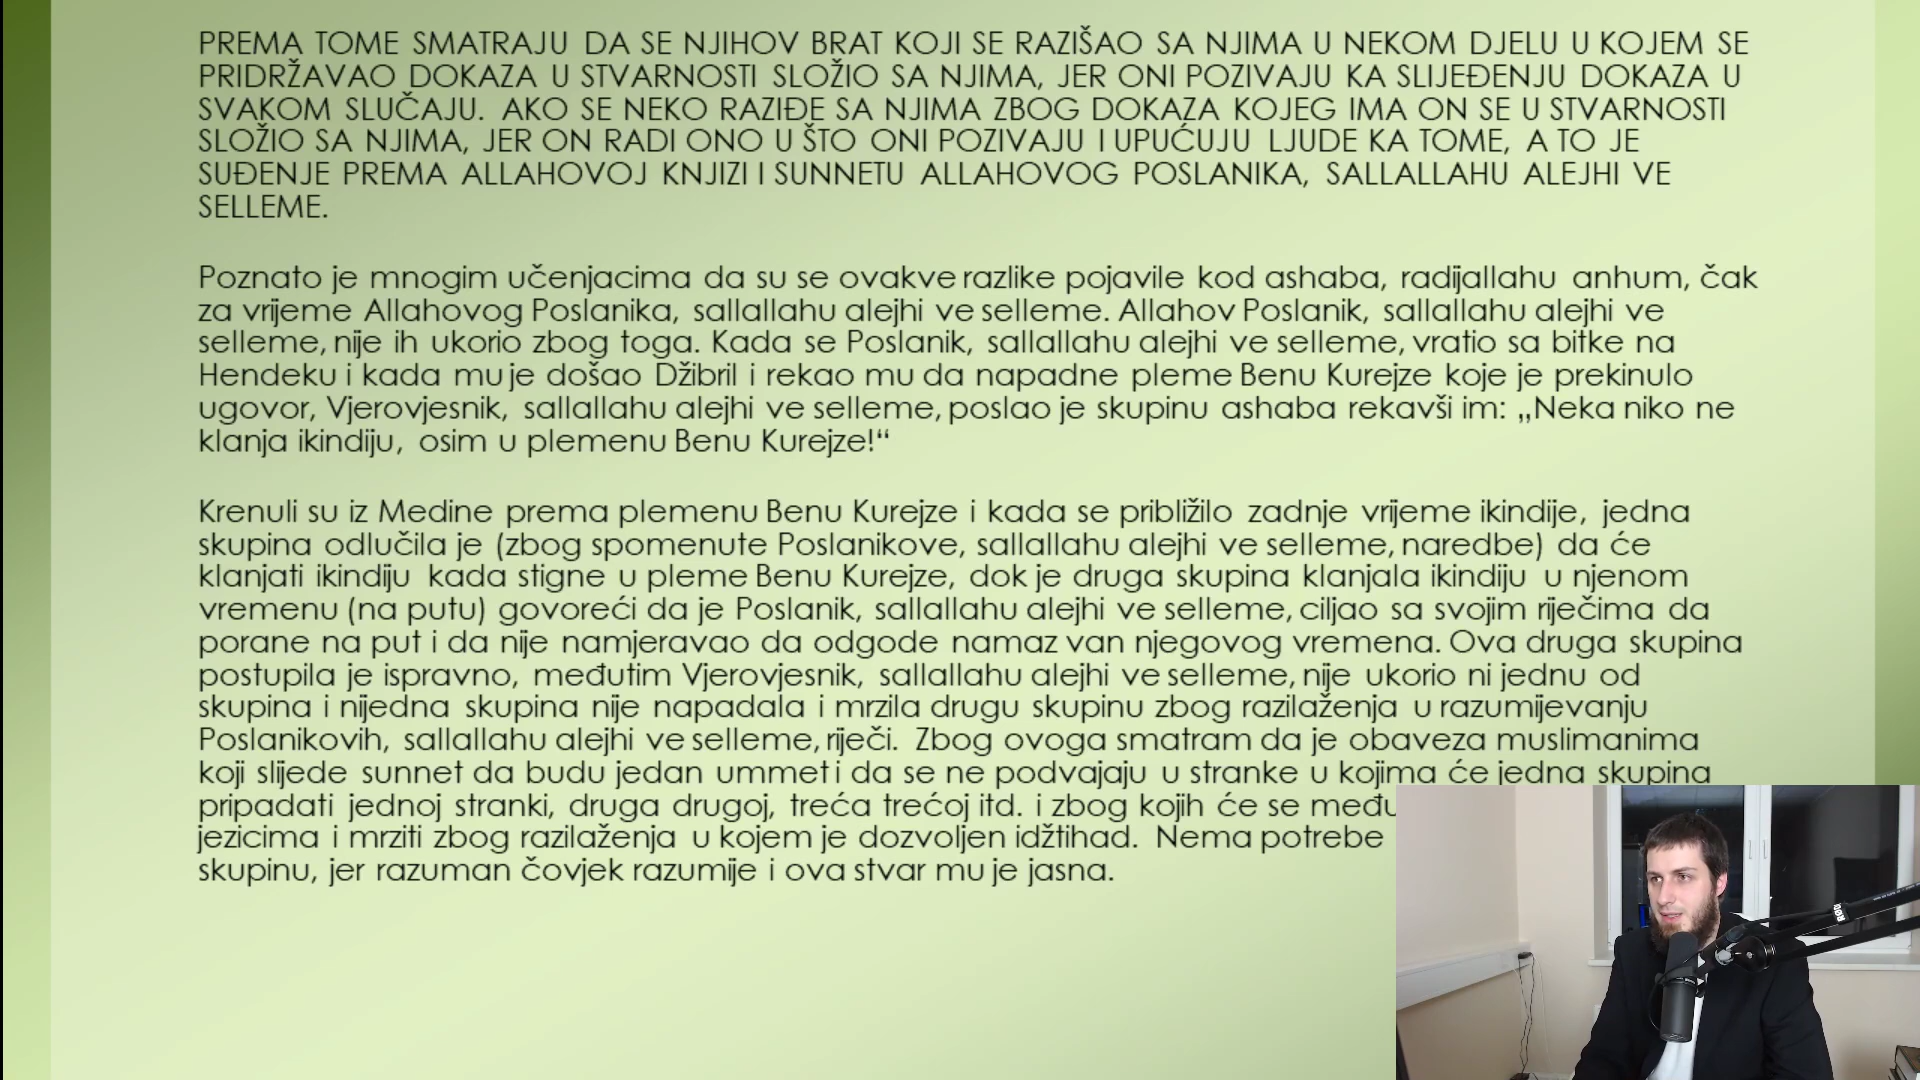 PREMA TOME SMATRAJU DA SE NJIHOV BRAT KOJI SE RAZIŠAO SA NJIMA U NEKOM DJELU U KOJEM SE
PRIDRŽAVAO DOKAZA U STVARNOSTI SLOŽIO SA NJIMA, JER ONI POZIVAJU KA SLIJEĐENJU DOKAZA U
SVAKOM SLUČAJU. AKO SE NEKO RAZIĐE SA NJIMA ZBOG DOKAZA KOJEG IMA ON SE U STVARNOSTI
SLOŽIO SA NJIMA, JER ON RADI ONO U ŠTO ONI POZIVAJU I UPUĆUJU LJUDE KA TOME, A TO JE
SUĐENJE PREMA ALLAHOVOJ KNJIZI I SUNNETU ALLAHOVOG POSLANIKA, SALLALLAHU ALEJHI VE
SELLEME.
Poznato je mnogim učenjacima da su se ovakve razlike pojavile kod ashaba, radijallahu anhum, čak
za vrijeme Allahovog Poslanika, sallallahu alejhi ve selleme. Allahov Poslanik, sallallahu alejhi ve
selleme, nije ih ukorio zbog toga. Kada se Poslanik, sallallahu alejhi ve selleme, vratio sa bitke na
Hendeku i kada mu je došao Džibril i rekao mu da napadne pleme Benu Kurejze koje je prekinulo
ugovor, Vjerovjesnik, sallallahu alejhi ve selleme, poslao je skupinu ashaba rekavši im: „Neka niko ne
klanja ikindiju, osim u plemenu Benu Kurejze!“
Krenuli su iz Medine prema plemenu Benu Kurejze i kada se približilo zadnje vrijeme ikindije, jedna
skupina odlučila je (zbog spomenute Poslanikove, sallallahu alejhi ve selleme, naredbe) da će
klanjati ikindiju kada stigne u pleme Benu Kurejze, dok je druga skupina klanjala ikindiju u njenom
vremenu (na putu) govoreći da je Poslanik, sallallahu alejhi ve selleme, ciljao sa svojim riječima da
porane na put i da nije namjeravao da odgode namaz van njegovog vremena. Ova druga skupina
postupila je ispravno, međutim Vjerovjesnik, sallallahu alejhi ve selleme, nije ukorio ni jednu od
skupina i nijedna skupina nije napadala i mrzila drugu skupinu zbog razilaženja u razumijevanju
Poslanikovih, sallallahu alejhi ve selleme, riječi. Zbog ovoga smatram da je obaveza muslimanima
koji slijede sunnet da budu jedan ummet i da se ne podvajaju u stranke u kojima će jedna skupina
pripadati jednoj stranki, druga drugoj, treća trećoj itd. i zbog kojih će se
jezicima i mrziti zbog razilaženja u kojem je dozvoljen idžtihad. Nema potrebe
skupinu, jer razuman čovjek razumije i ova stvar mu je jasna.